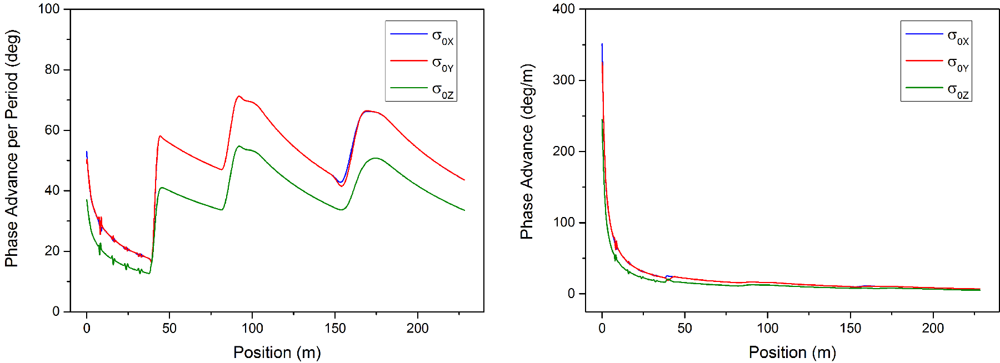 Phase Advance per Period (deg)
100
80
60
40
20
0
0
50
100
150
200
Position (m)
σ0X
σ0Y
σ0Z
Phase Advance (deg/m)
400
300
200
100
0
0
50
100
150
200
Position (m)
σ0X
σ0Y
σ0Z